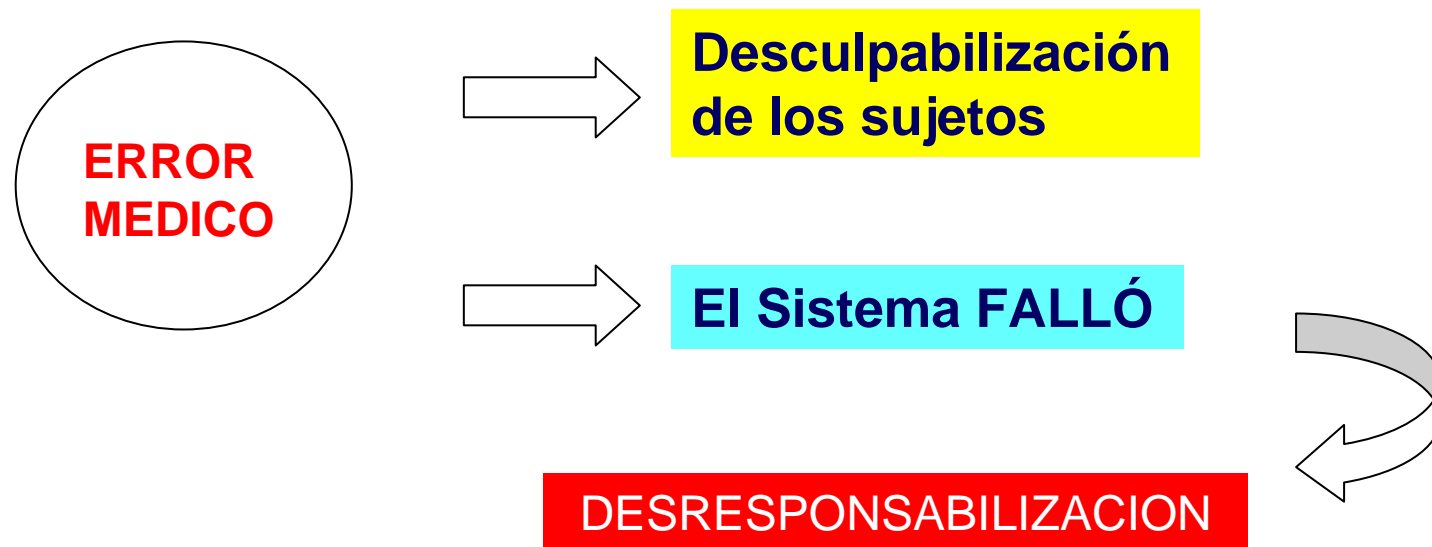 ERROR
MEDICO
Desculpabilización
de los sujetos
El Sistema FALLÓ
DESRESPONSABILIZACION